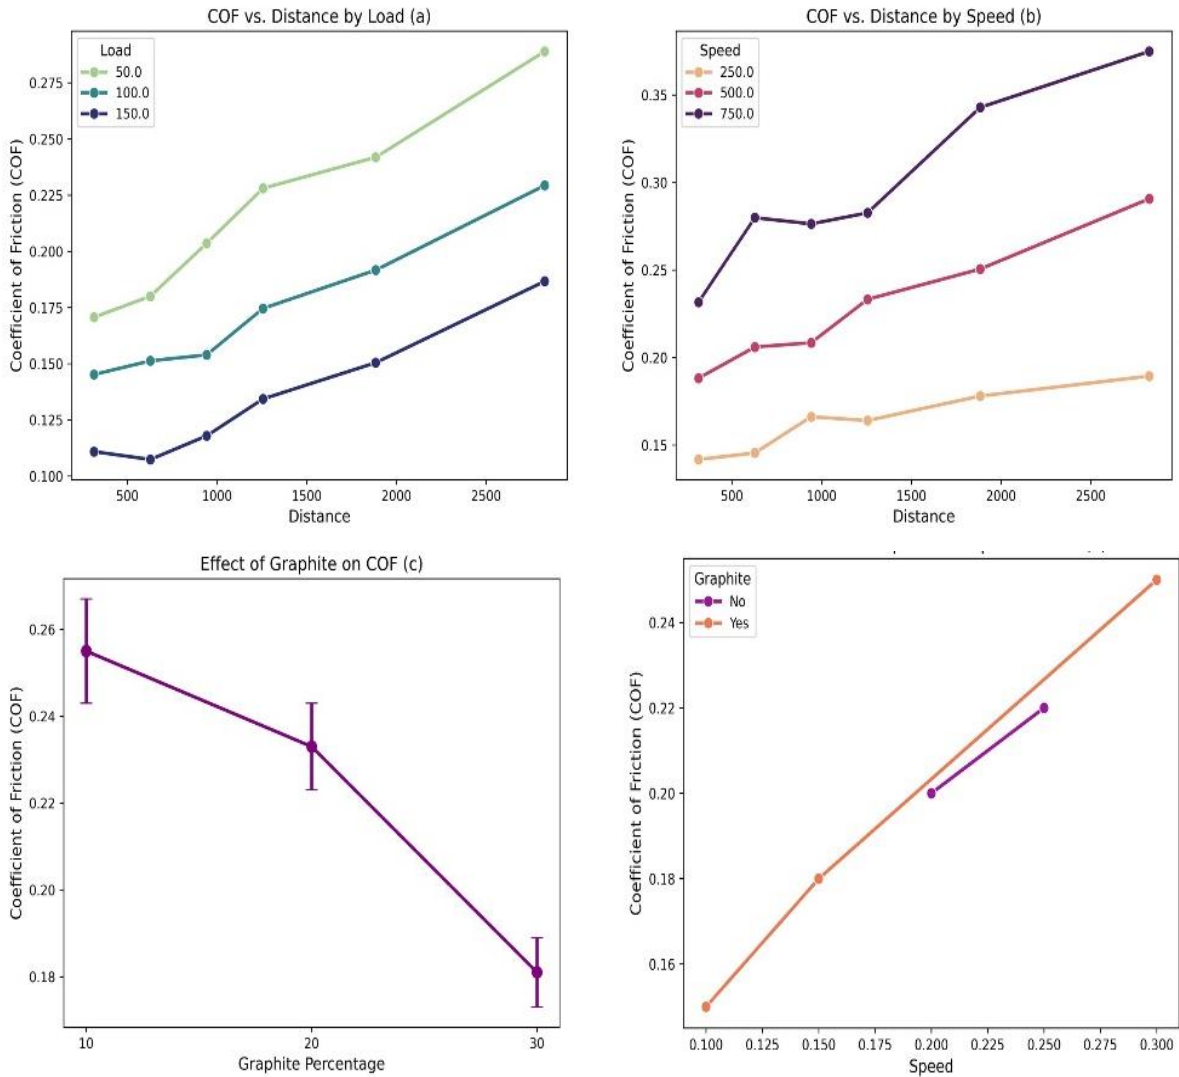 COF vs. Distance by Load (a)
Load
50.0
100.0
150.0
0.275
0.250
0.225
0.200
0.175
0.150
0.125
0.100
Coefficient of Friction (COF)
500 1000 1500 2000 2500
Distance
COF vs. Distance by Speed (b)
Speed
250.0
500.0
750.0
0.35
0.30
0.25
0.20
0.15
Coefficient of Friction (COF)
500 1000 1500 2000 2500
Distance
Effect of Graphite on COF (c)
0.26
0.24
0.22
0.20
0.18
Coefficient of Friction (COF)
10 20 30
Graphite Percentage
Graphite
No
Yes
0.24
0.22
0.20
0.18
0.16
Coefficient of Friction (COF)
0.100 0.125 0.150 0.175 0.200 0.225 0.250 0.275 0.300
Speed